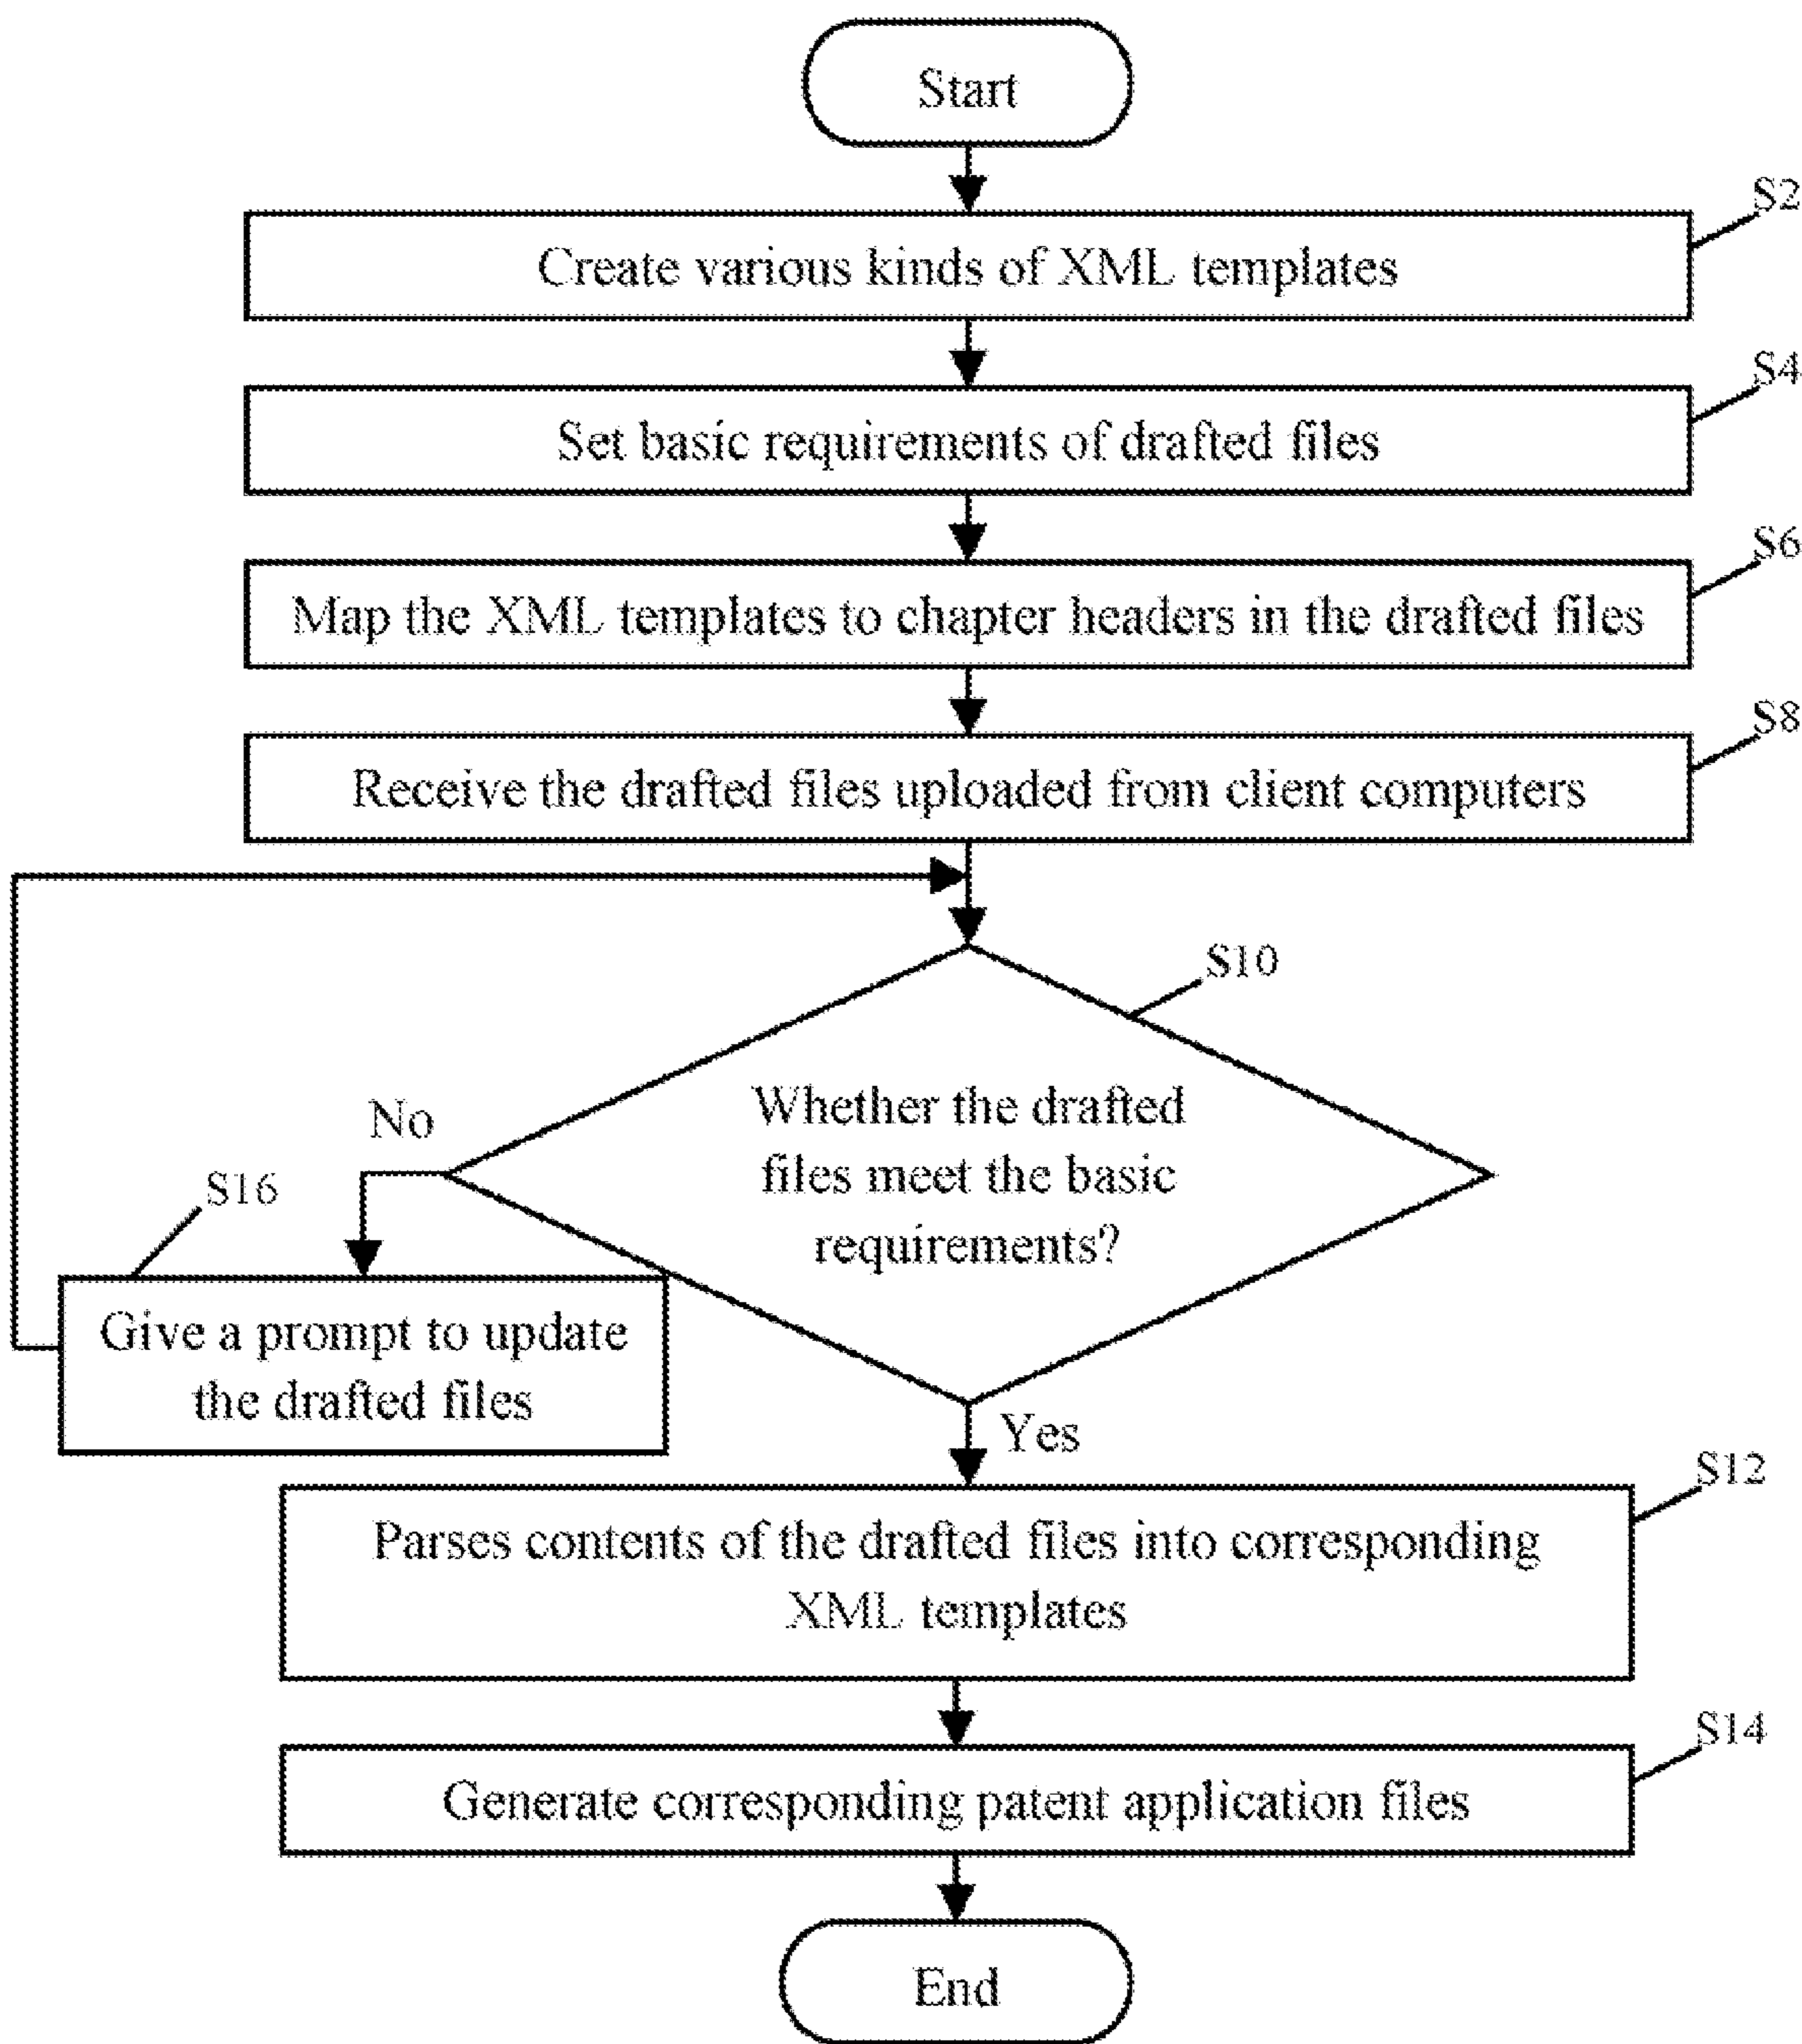 Start
S2
Create various kinds of XML templates
S4
Set basic requirements of drafted files
S6
Map the XML templates to chapter headers in the drafted files
S8
Receive the drafted files uploaded from client computers
S10
Whether the drafted
files meet the basic
requirements?
No
S16
Give a prompt to update
the drafted files
Yes
S12
Parses contents of the drafted files into corresponding
XML templates
S14
Generate corresponding patent application files
End